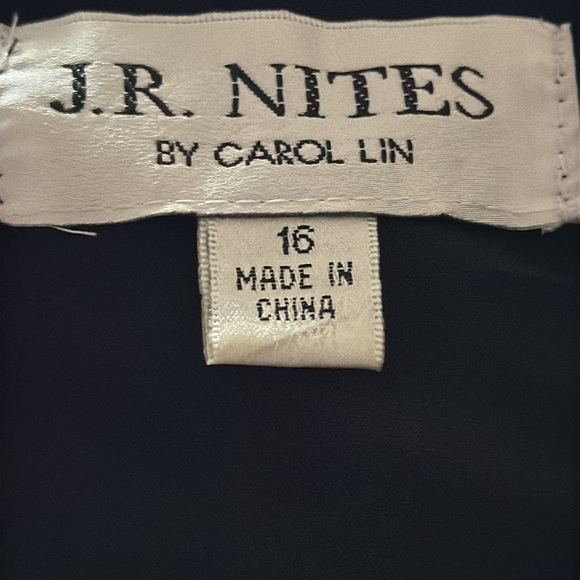 J.R. NITES
BY CAROL LIN
16
MADE IN
CHINA